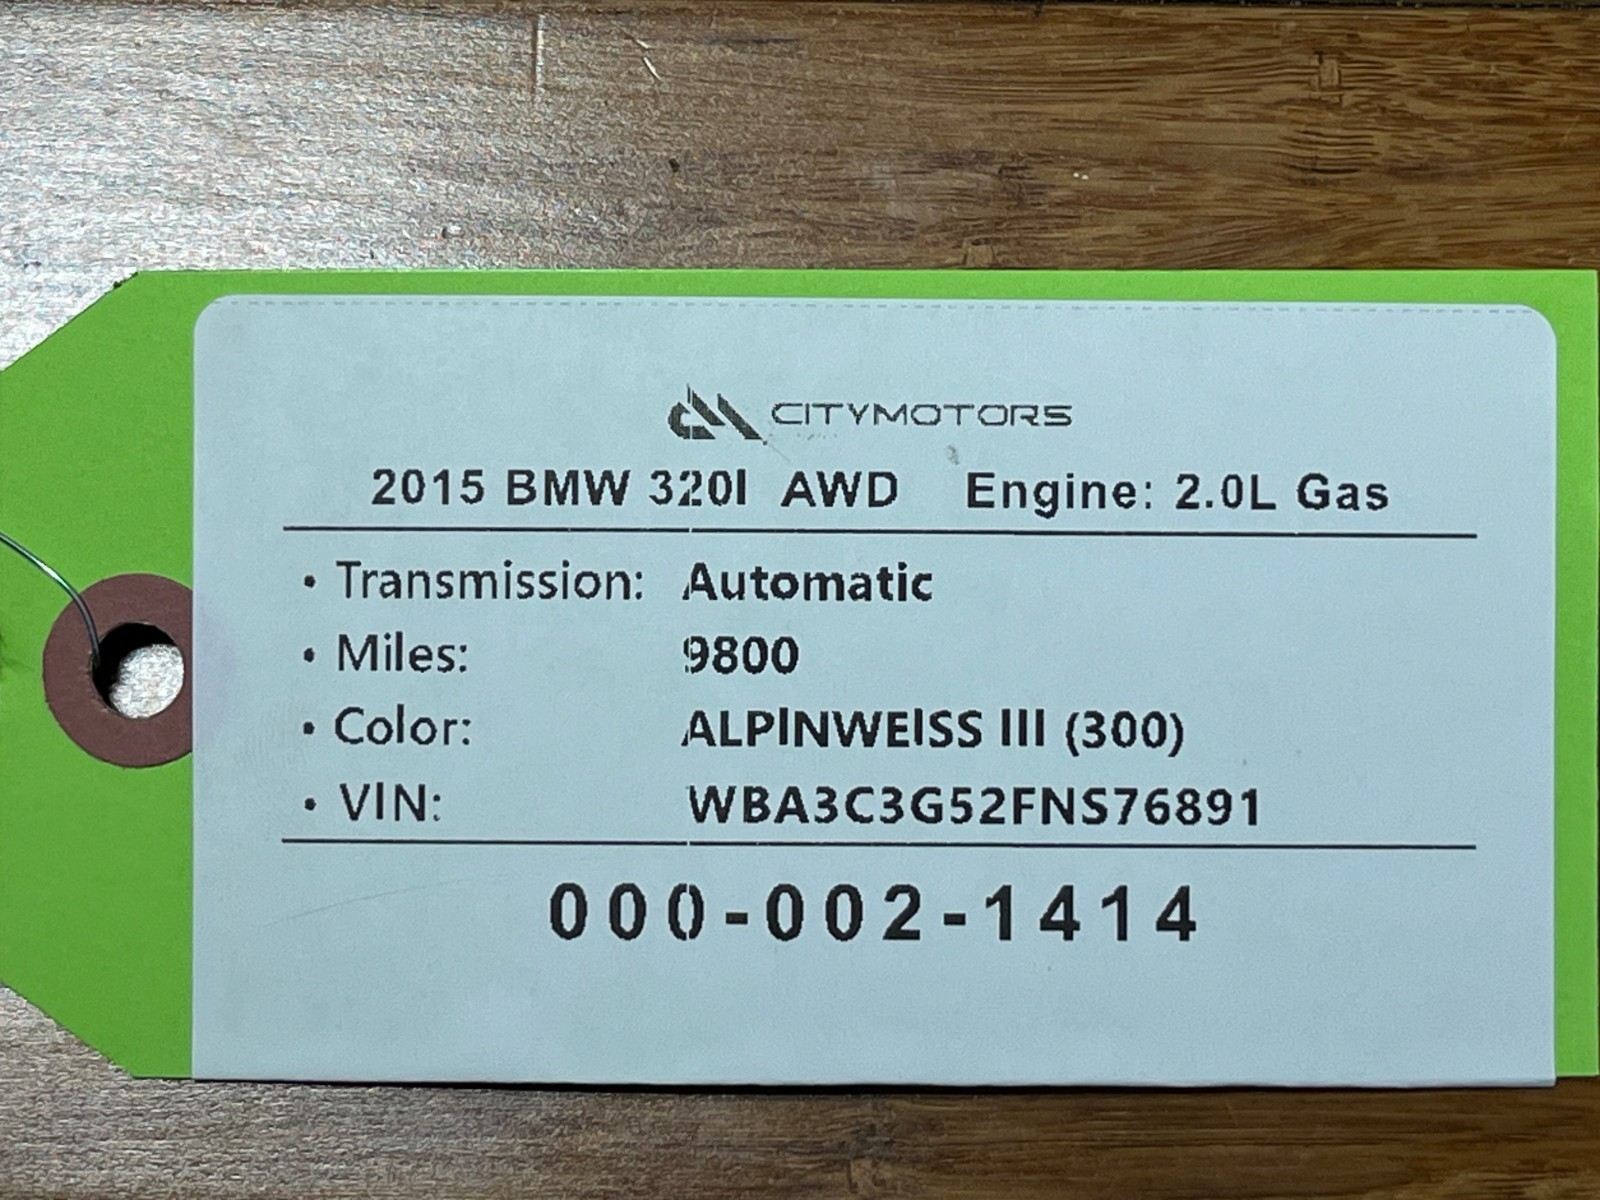 CITYMOTORS
2015 BMW 320I AWD Engine: 2.0L Gas
• Transmission: Automatic
• Miles: 9800
• Color: ALPINWEISS III (300)
• VIN: WBA3C3G52FNS76891
000-002-1414